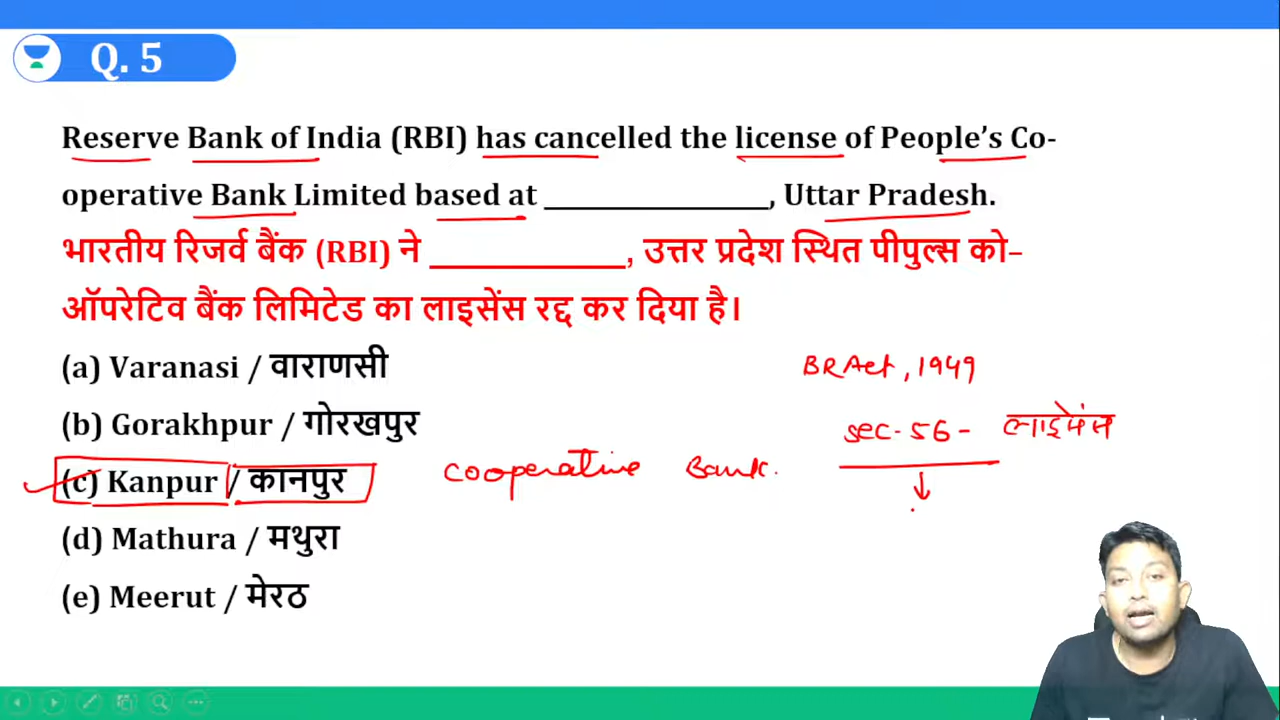 Q. 5
Reserve Bank of India (RBI) has cancelled the license of People’s Co-
operative Bank Limited based at ______________, Uttar Pradesh.
भारतीय रिजर्व बैंक (RBI) ने ____________, उत्तर प्रदेश स्थित पीपुल्स को-
ऑपरेटिव बैंक लिमिटेड का लाइसेंस रद्द कर दिया है।
(a) Varanasi / वाराणसी
BR Act, 1949
(b) Gorakhpur / गोरखपुर
Sec. 56 - लाइसेंस
(c) Kanpur / कानपुर
cooperative Bank.
(d) Mathura / मथुरा
(e) Meerut / मेरठ